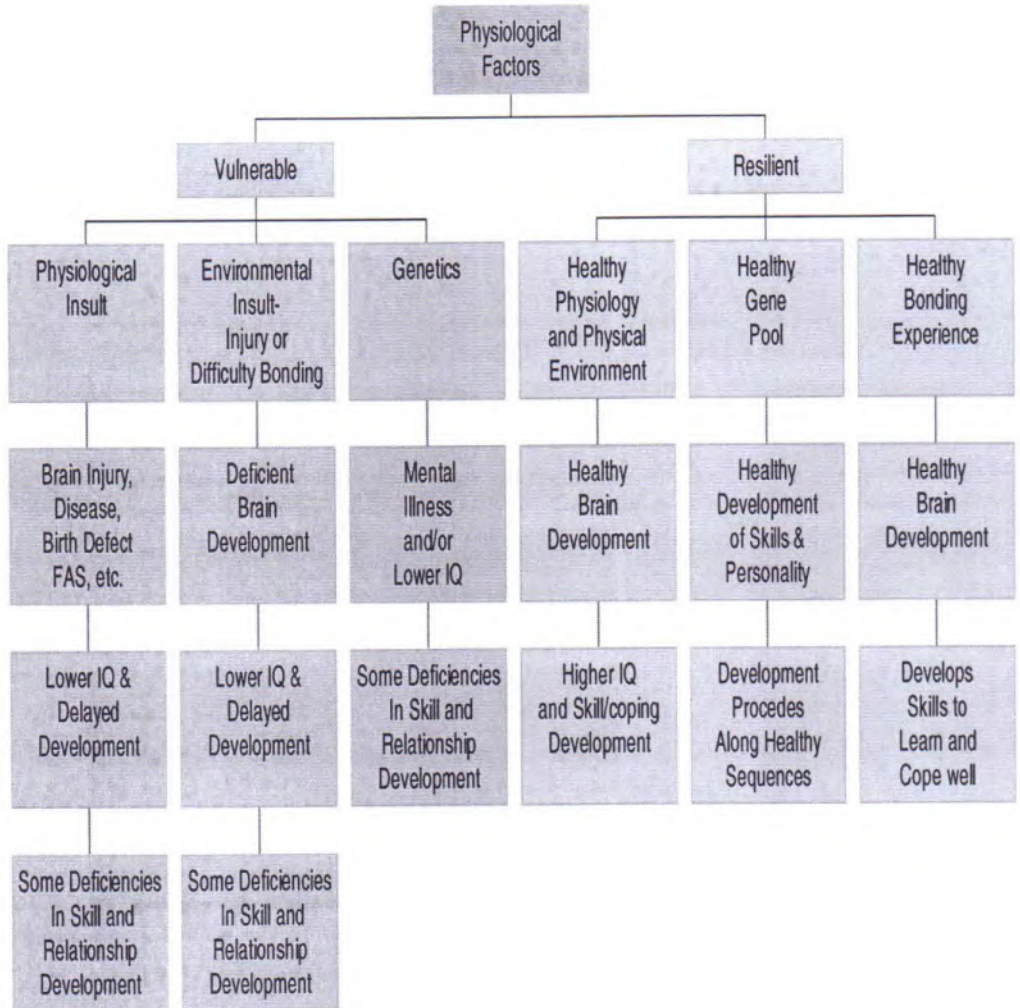 Physiological
Factors
Vulnerable
Resilient
Physiological
Insult
Environmental
Insult-
Injury or
Difficulty Bonding
Genetics
Healthy
Physiology
and Physical
Environment
Healthy
Gene
Pool
Healthy
Bonding
Experience
Brain Injury,
Disease,
Birth Defect
FAS, etc.
Deficient
Brain
Development
Mental
Illness
and/or
Lower IQ
Healthy
Brain
Development
Healthy
Development
of Skills &
Personality
Healthy
Brain
Development
Lower IQ &
Delayed
Development
Lower IQ &
Delayed
Development
Some Deficiencies
In Skill and
Relationship
Development
Higher IQ
and Skill/coping
Development
Development
Procedes
Along Healthy
Sequences
Develops
Skills to
Learn and
Cope well
Some Deficiencies
In Skill and
Relationship
Development
Some Deficiencies
In Skill and
Relationship
Development